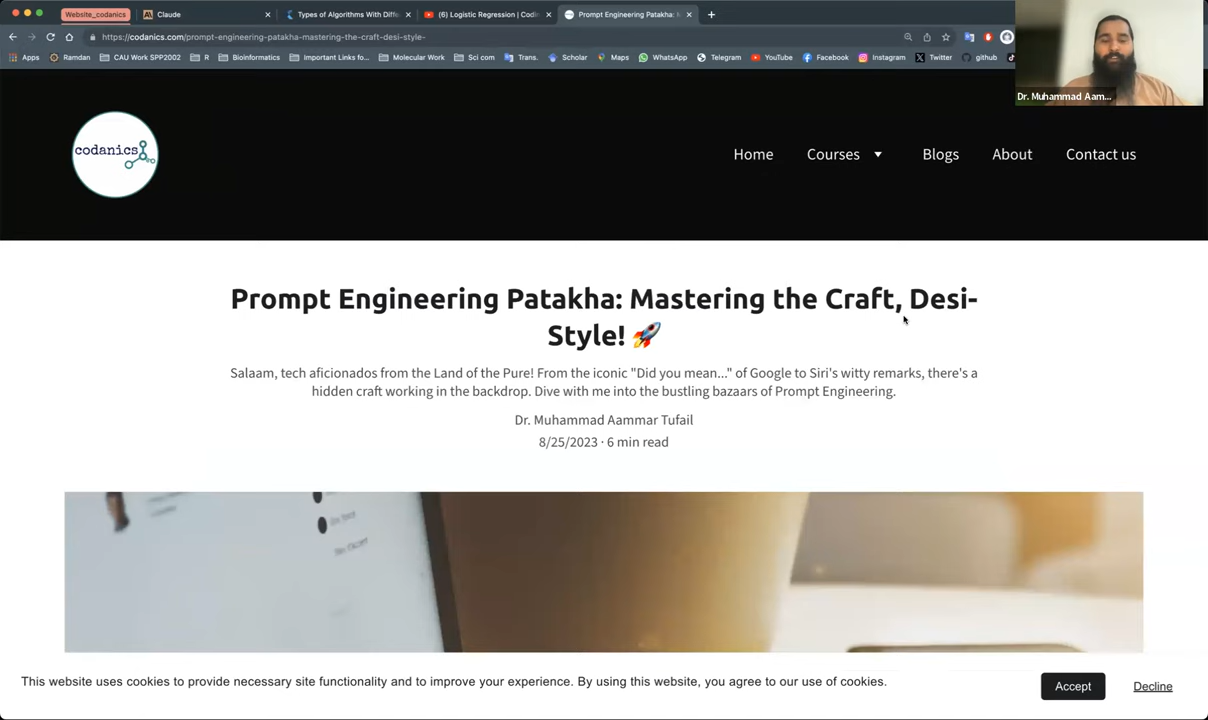 Website_codanics
Claude
Types of Algorithms With Diffe
(6) Logistic Regression | Codi
Prompt Engineering Patakha: M
https://codanics.com/prompt-engineering-patakha-mastering-the-craft-desi-style-
Apps Ramdan CAU Work SPP2002 R Bioinformatics Important Links fo... Molecular Work Sci com Trans. Scholar Maps WhatsApp Telegram YouTube Facebook Instagram Twitter github
Dr. Muhammad Aam...
codanics
Home Courses Blogs About Contact us
Prompt Engineering Patakha: Mastering the Craft, Desi-
Style! 🚀
Salaam, tech aficionados from the Land of the Pure! From the iconic "Did you mean..." of Google to Siri's witty remarks, there's a
hidden craft working in the backdrop. Dive with me into the bustling bazaars of Prompt Engineering.
Dr. Muhammad Aammar Tufail
8/25/2023 · 6 min read
This website uses cookies to provide necessary site functionality and to improve your experience. By using this website, you agree to our use of cookies.
Accept
Decline